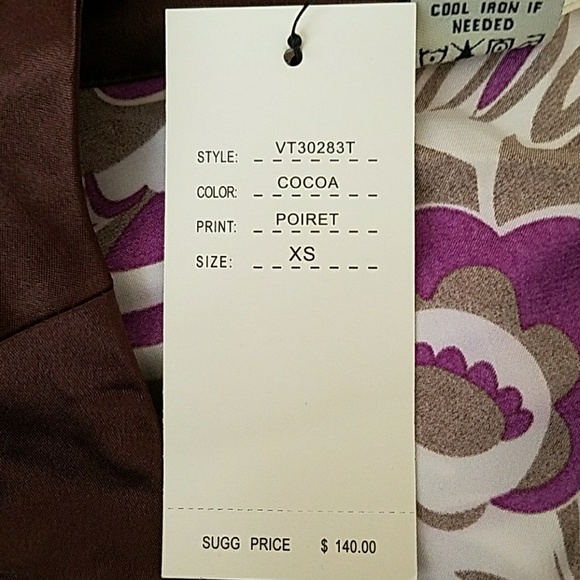 COOL IRON IF
NEEDED
STYLE: VT30283T
COLOR: COCOA
PRINT: POIRET
SIZE: XS
SUGG PRICE $ 140.00